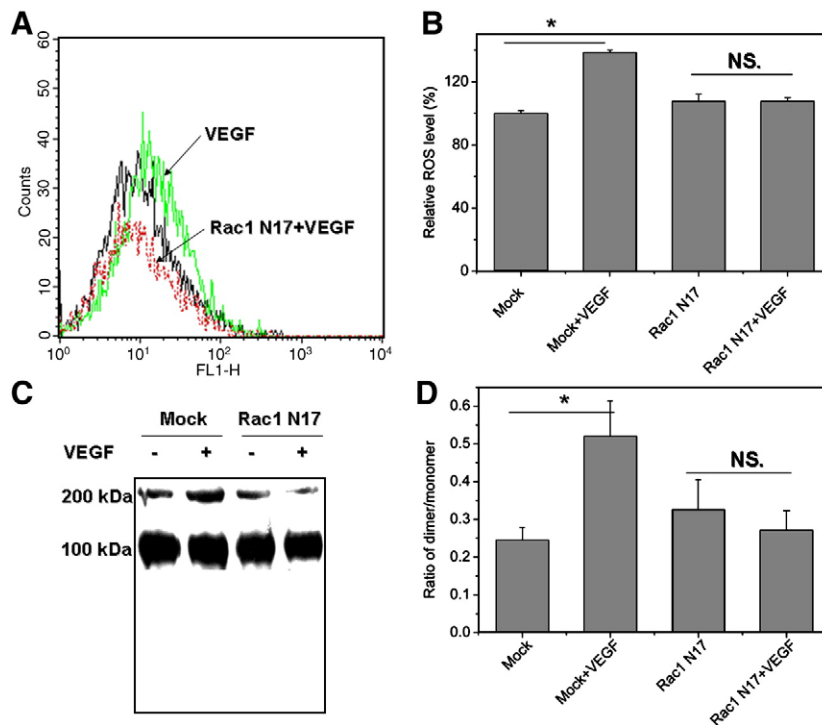 A
60
50
40
30
20
10
0
Counts
VEGF
Rac1 N17+VEGF
10⁰ 10¹ 10² 10³ 10⁴
FL1-H
B
*
NS.
120
80
40
0
Relative ROS level (%)
Mock
Mock+VEGF
Rac1 N17
Rac1 N17+VEGF
C
Mock Rac1 N17
VEGF - + - +
200 kDa
100 kDa
D
0.6
0.5
0.4
0.3
0.2
0.1
0.0
*
NS.
Ratio of dimer/monomer
Mock
Mock+VEGF
Rac1 N17
Rac1 N17+VEGF